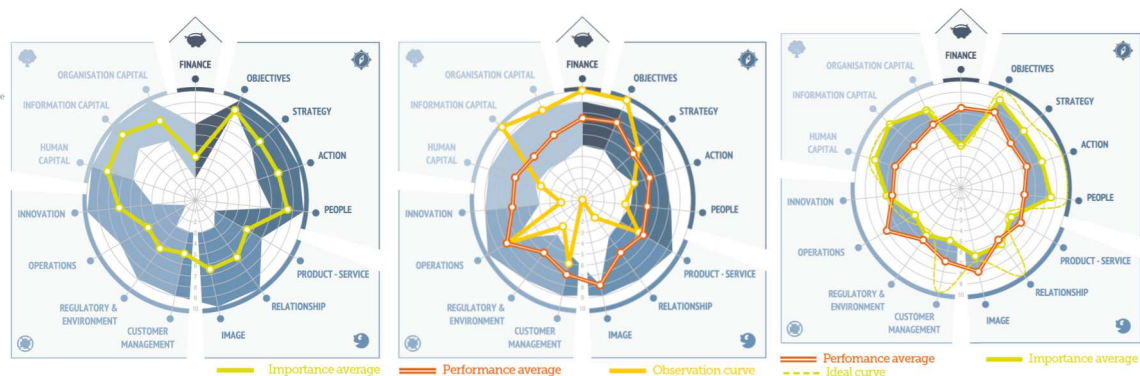 FINANCE
ORGANISATION CAPITAL
OBJECTIVES
INFORMATION CAPITAL
STRATEGY
HUMAN
CAPITAL
ACTION
INNOVATION
PEOPLE
OPERATIONS
PRODUCT - SERVICE
REGULATORY &
ENVIRONMENT
RELATIONSHIP
CUSTOMER
MANAGEMENT
IMAGE
Importance average
FINANCE
ORGANISATION CAPITAL
OBJECTIVES
INFORMATION CAPITAL
STRATEGY
HUMAN
CAPITAL
ACTION
INNOVATION
PEOPLE
OPERATIONS
PRODUCT - SERVICE
REGULATORY &
ENVIRONMENT
RELATIONSHIP
CUSTOMER
MANAGEMENT
IMAGE
Performance average
Observation curve
FINANCE
ORGANISATION CAPITAL
OBJECTIVES
INFORMATION CAPITAL
STRATEGY
HUMAN
CAPITAL
ACTION
INNOVATION
PEOPLE
OPERATIONS
PRODUCT - SERVICE
REGULATORY &
ENVIRONMENT
RELATIONSHIP
CUSTOMER
MANAGEMENT
IMAGE
Perfomance average
Importance average
Ideal curve